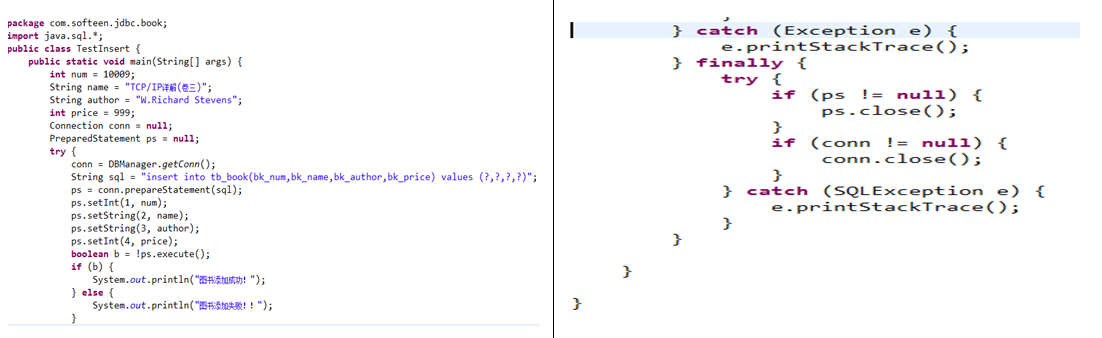 package com.softeen.jdbc.book;
import java.sql.*;
public class TestInsert {
    public static void main(String[] args) {
        int num = 10009;
        String name = "TCP/IP详解(卷三)";
        String author = "W.Richard Stevens";
        int price = 999;
        Connection conn = null;
        PreparedStatement ps = null;
        try {
            conn = DBManager.getConn();
            String sql = "insert into tb_book(bk_num,bk_name,bk_author,bk_price) values (?,?,?,?)";
            ps = conn.prepareStatement(sql);
            ps.setInt(1, num);
            ps.setString(2, name);
            ps.setString(3, author);
            ps.setInt(4, price);
            boolean b = !ps.execute();
            if (b) {
                System.out.println("图书添加成功！");
            } else {
                System.out.println("图书添加失败！！");
            }
        } catch (Exception e) {
            e.printStackTrace();
        } finally {
            try {
                if (ps != null) {
                    ps.close();
                }
                if (conn != null) {
                    conn.close();
                }
            } catch (SQLException e) {
                e.printStackTrace();
            }
        }
    }
}